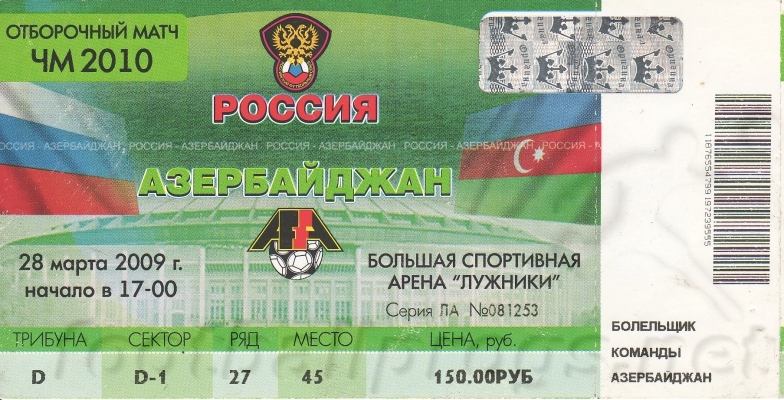 ОТБОРОЧНЫЙ МАТЧ
ЧМ 2010
РОССИЯ
РОССИЯ - АЗЕРБАЙДЖАН РОССИЯ - АЗЕРБАЙДЖАН РОССИЯ - АЗЕРБАЙДЖАН РОССИЯ - АЗЕРБАЙДЖАН
АЗЕРБАЙДЖАН
AFFA
28 марта 2009 г.
начало в 17-00
БОЛЬШАЯ СПОРТИВНАЯ
АРЕНА "ЛУЖНИКИ"
Серия ЛА №081253
ТРИБУНА СЕКТОР РЯД МЕСТО ЦЕНА, руб.
D D-1 27 45 150.00РУБ
БОЛЕЛЬЩИК
КОМАНДЫ
АЗЕРБАЙДЖАН